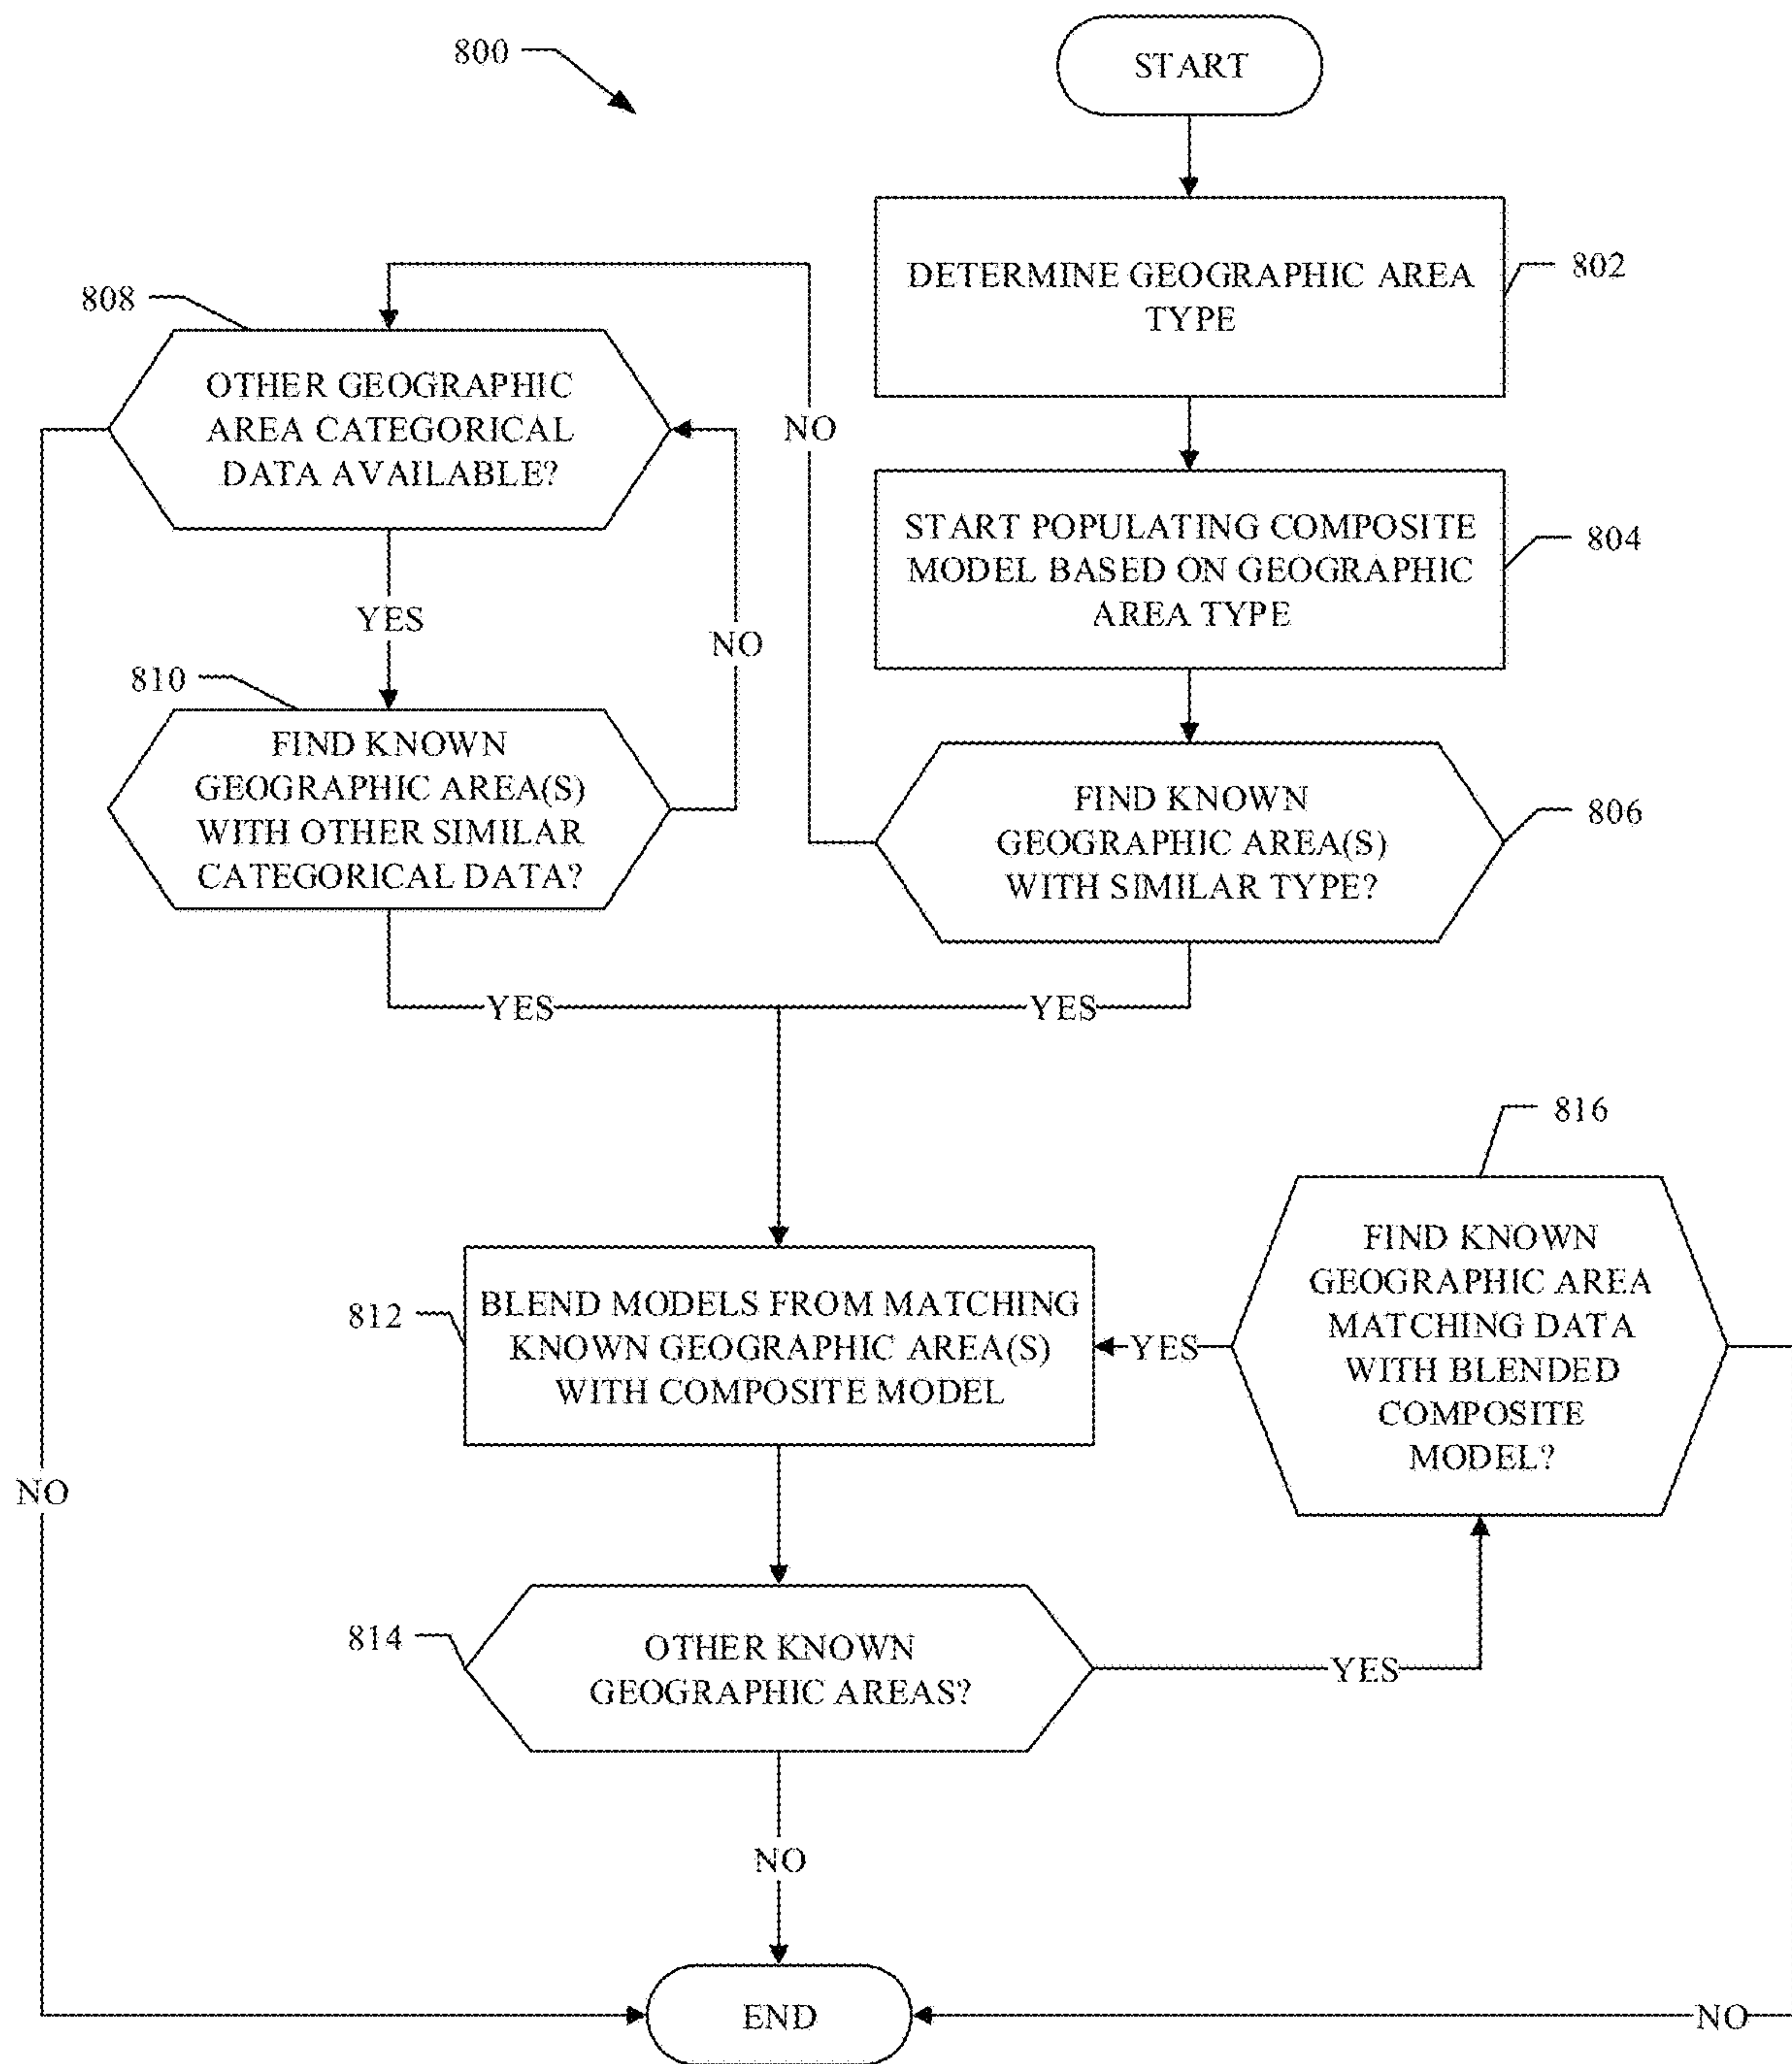 800
START
DETERMINE GEOGRAPHIC AREA
TYPE
802
START POPULATING COMPOSITE
MODEL BASED ON GEOGRAPHIC
AREA TYPE
804
FIND KNOWN
GEOGRAPHIC AREA(S)
WITH SIMILAR TYPE?
806
NO
YES
808
OTHER GEOGRAPHIC
AREA CATEGORICAL
DATA AVAILABLE?
YES
NO
810
FIND KNOWN
GEOGRAPHIC AREA(S)
WITH OTHER SIMILAR
CATEGORICAL DATA?
NO
YES
812
BLEND MODELS FROM MATCHING
KNOWN GEOGRAPHIC AREA(S)
WITH COMPOSITE MODEL
814
OTHER KNOWN
GEOGRAPHIC AREAS?
YES
NO
816
FIND KNOWN
GEOGRAPHIC AREA
MATCHING DATA
WITH BLENDED
COMPOSITE
MODEL?
YES
NO
END